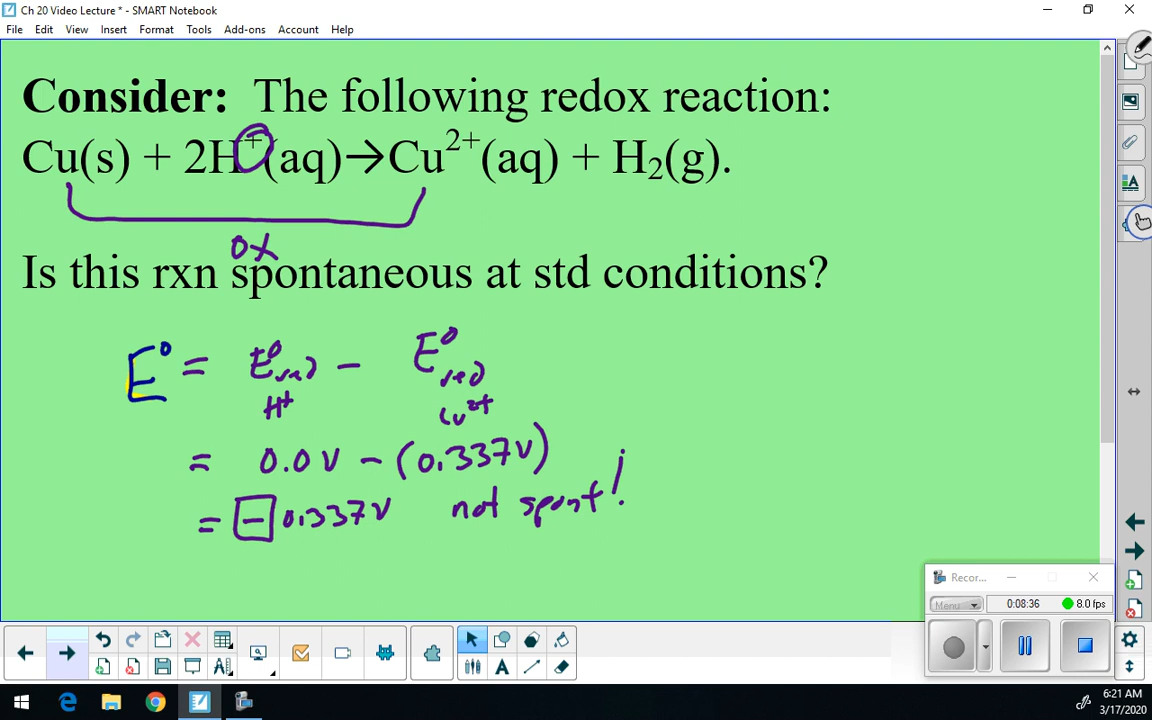 Ch 20 Video Lecture * - SMART Notebook
File Edit View Insert Format Tools Add-ons Account Help
Consider: The following redox reaction:
Cu(s) + 2H⁺(aq)→Cu²⁺(aq) + H₂(g).
ox
Is this rxn spontaneous at std conditions?
E⁰ = E⁰red − E⁰red
H⁺ Cu²⁺
= 0.0 V − (0.337V)
= −0.337V not spont!
Recor...
Menu 0:08:36 8.0 fps
6:21 AM
3/17/2020